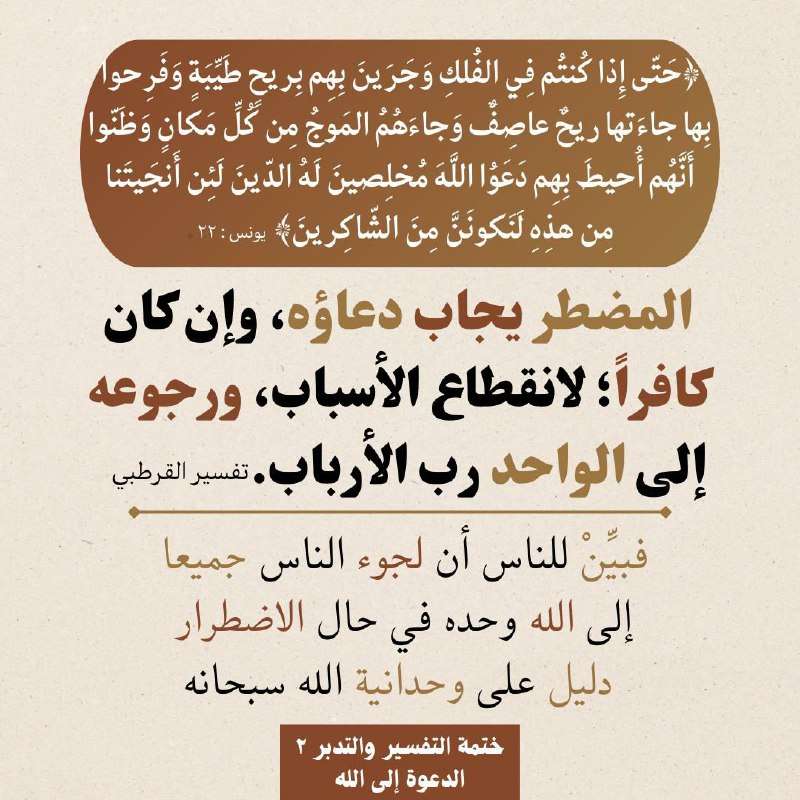 ﴿حَتّى إِذا كُنتُم فِي الفُلكِ وَجَرَينَ بِهِم بِريحٍ طَيِّبَةٍ وَفَرِحوا
بِها جاءَتها ريحٌ عاصِفٌ وَجاءَهُمُ المَوجُ مِن كُلِّ مَكانٍ وَظَنّوا
أَنَّهُم أُحيطَ بِهِم دَعَوُا اللَّهَ مُخلِصينَ لَهُ الدّينَ لَئِن أَنجَيتَنا
مِن هذِهِ لَنَكونَنَّ مِنَ الشّاكِرينَ﴾ يونس: ٢٢
المضطر يجاب دعاؤه، وإن كان
كافراً؛ لانقطاع الأسباب، ورجوعه
إلى الواحد رب الأرباب. تفسير القرطبي
فبيِّنْ للناس أن لجوء الناس جميعا
إلى الله وحده في حال الاضطرار
دليل على وحدانية الله سبحانه
ختمة التفسير والتدبر ٢
الدعوة إلى الله